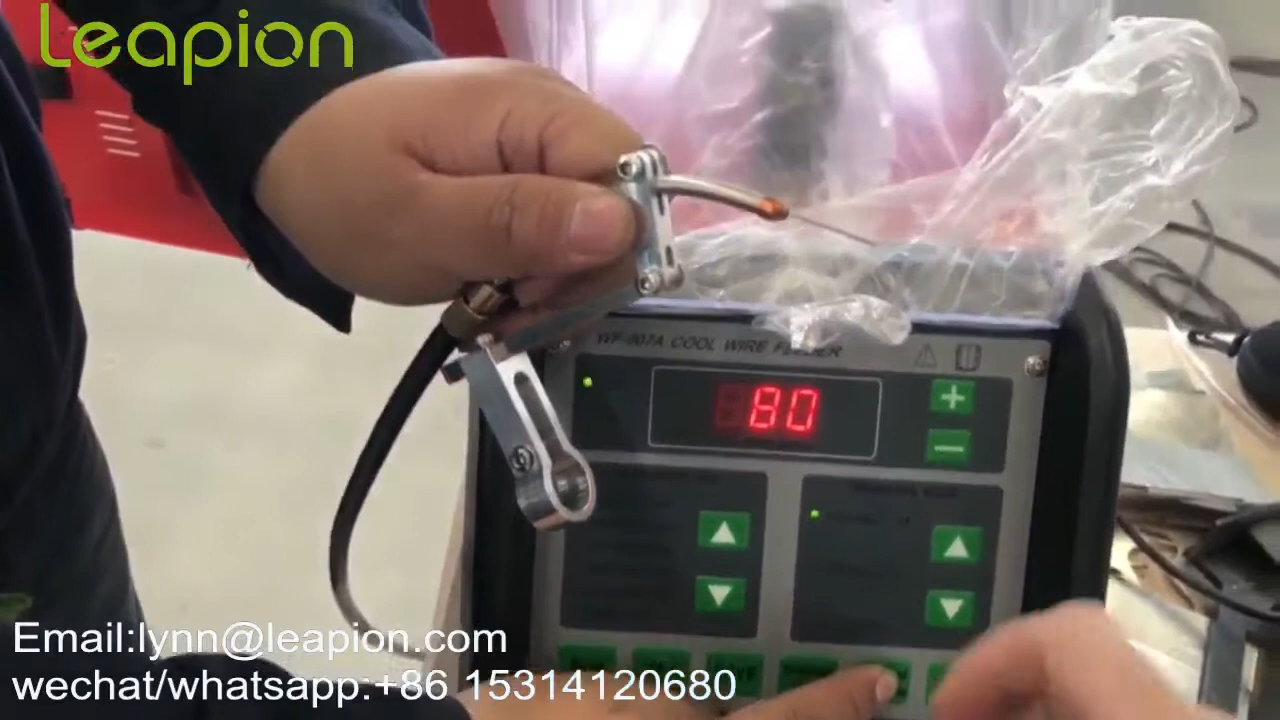 Leapion
WF-007A COOL WIRE FEEDER
80
Email:lynn@leapion.com
wechat/whatsapp:+86 15314120680